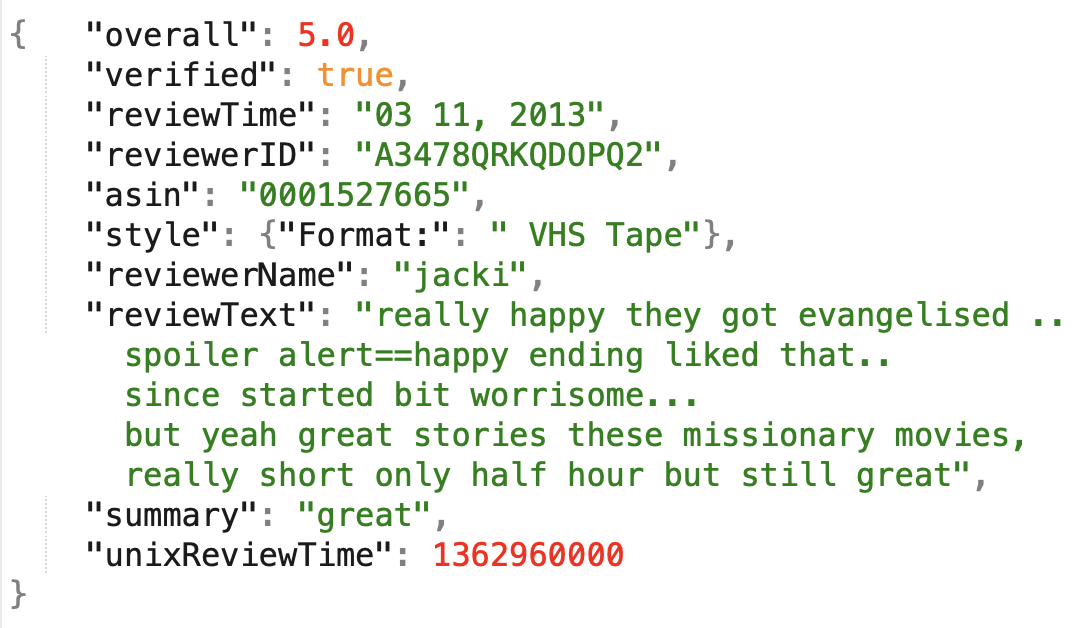 {   "overall": 5.0,
    "verified": true,
    "reviewTime": "03 11, 2013",
    "reviewerID": "A3478QRKQDOPQ2",
    "asin": "0001527665",
    "style": {"Format:": " VHS Tape"},
    "reviewerName": "jacki",
    "reviewText": "really happy they got evangelised ..
      spoiler alert==happy ending liked that..
      since started bit worrisome...
      but yeah great stories these missionary movies,
      really short only half hour but still great",
    "summary": "great",
    "unixReviewTime": 1362960000
}